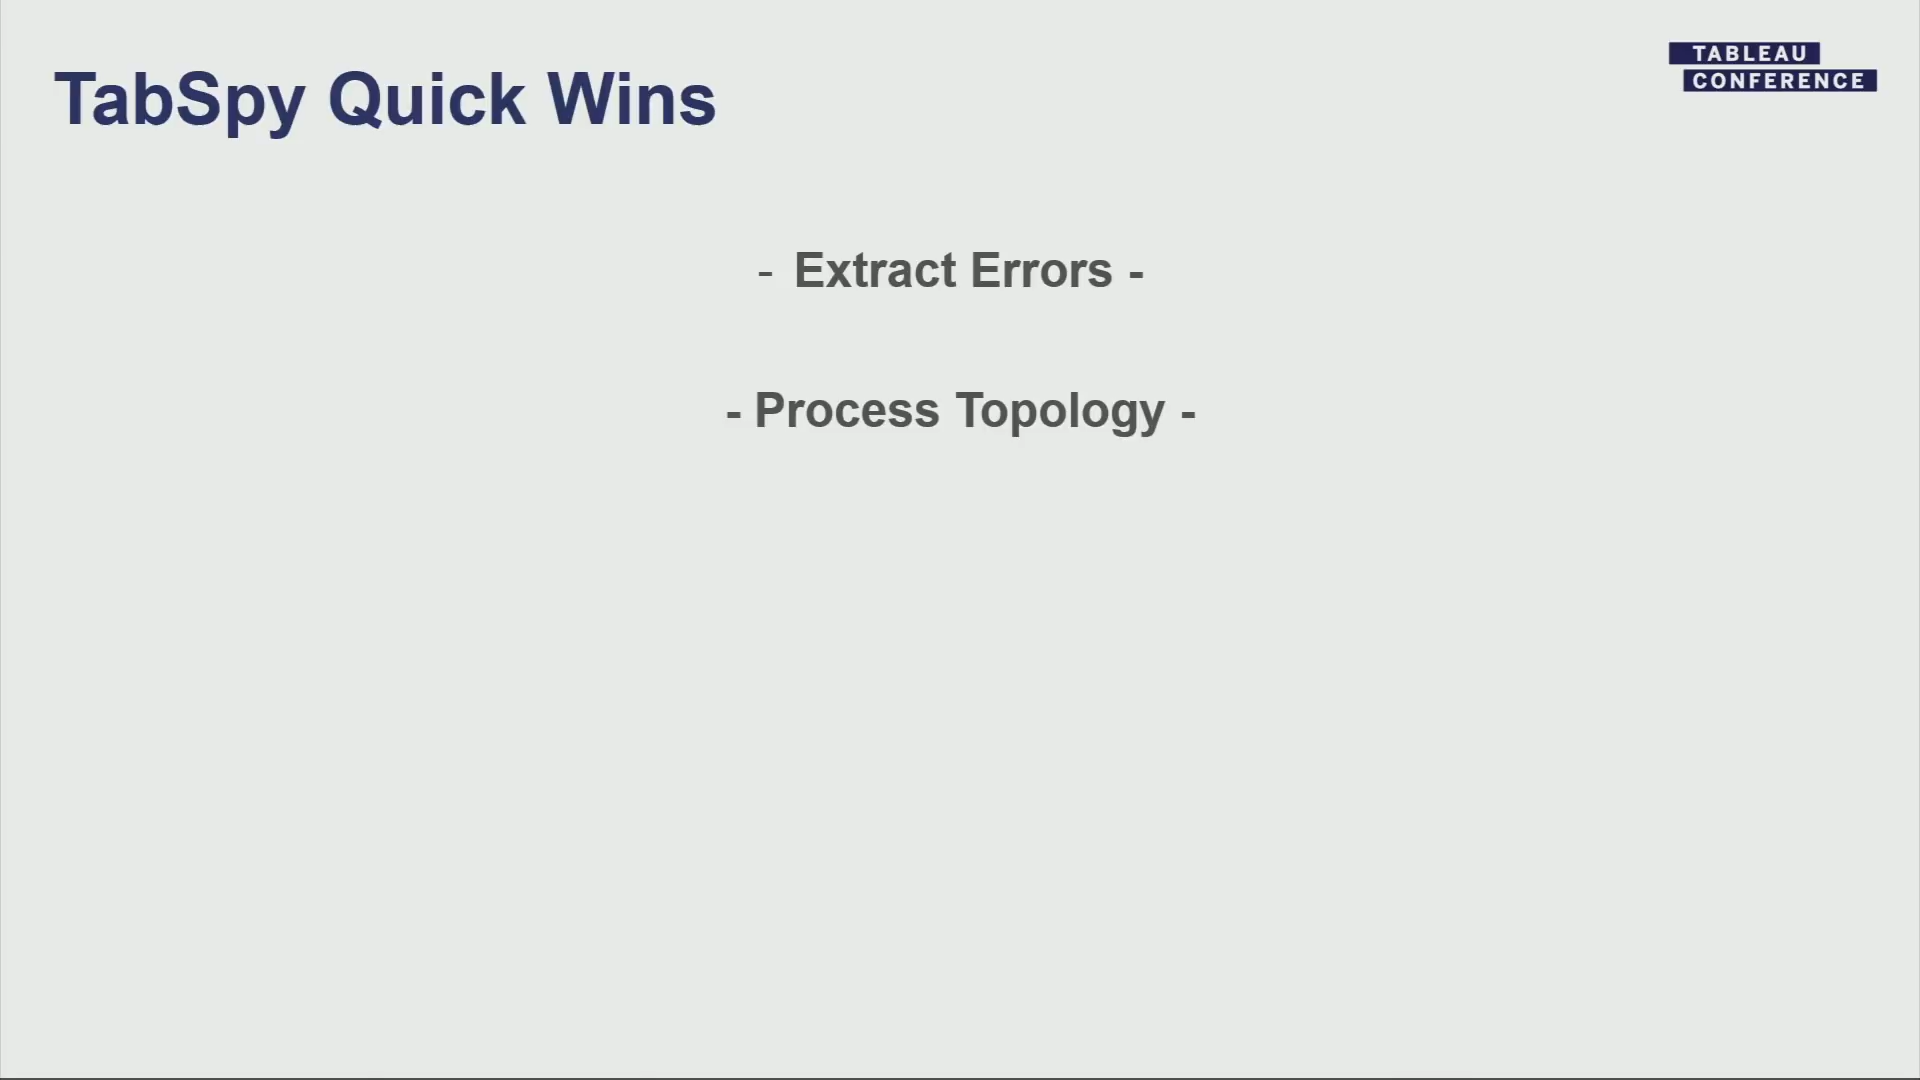 TabSpy Quick Wins
TABLEAU
CONFERENCE
- Extract Errors -
- Process Topology -